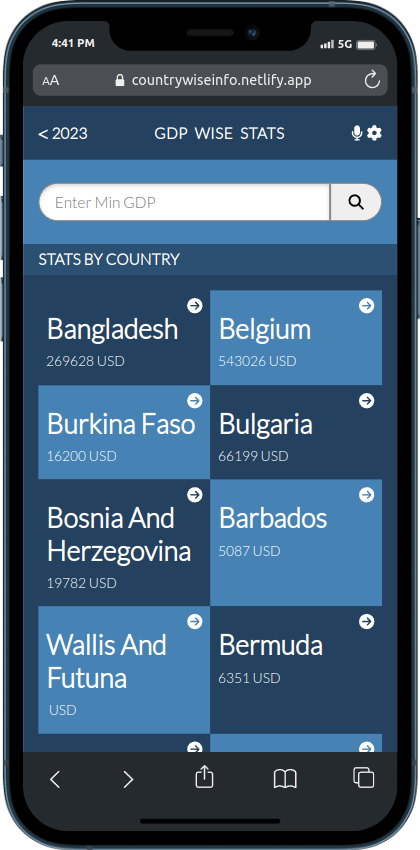 4:41 PM 5G
AA countrywiseinfo.netlify.app
< 2023 GDP WISE STATS
Enter Min GDP
STATS BY COUNTRY
Bangladesh
269628 USD
Belgium
543026 USD
Burkina Faso
16200 USD
Bulgaria
66199 USD
Bosnia And
Herzegovina
19782 USD
Barbados
5087 USD
Wallis And
Futuna
USD
Bermuda
6351 USD